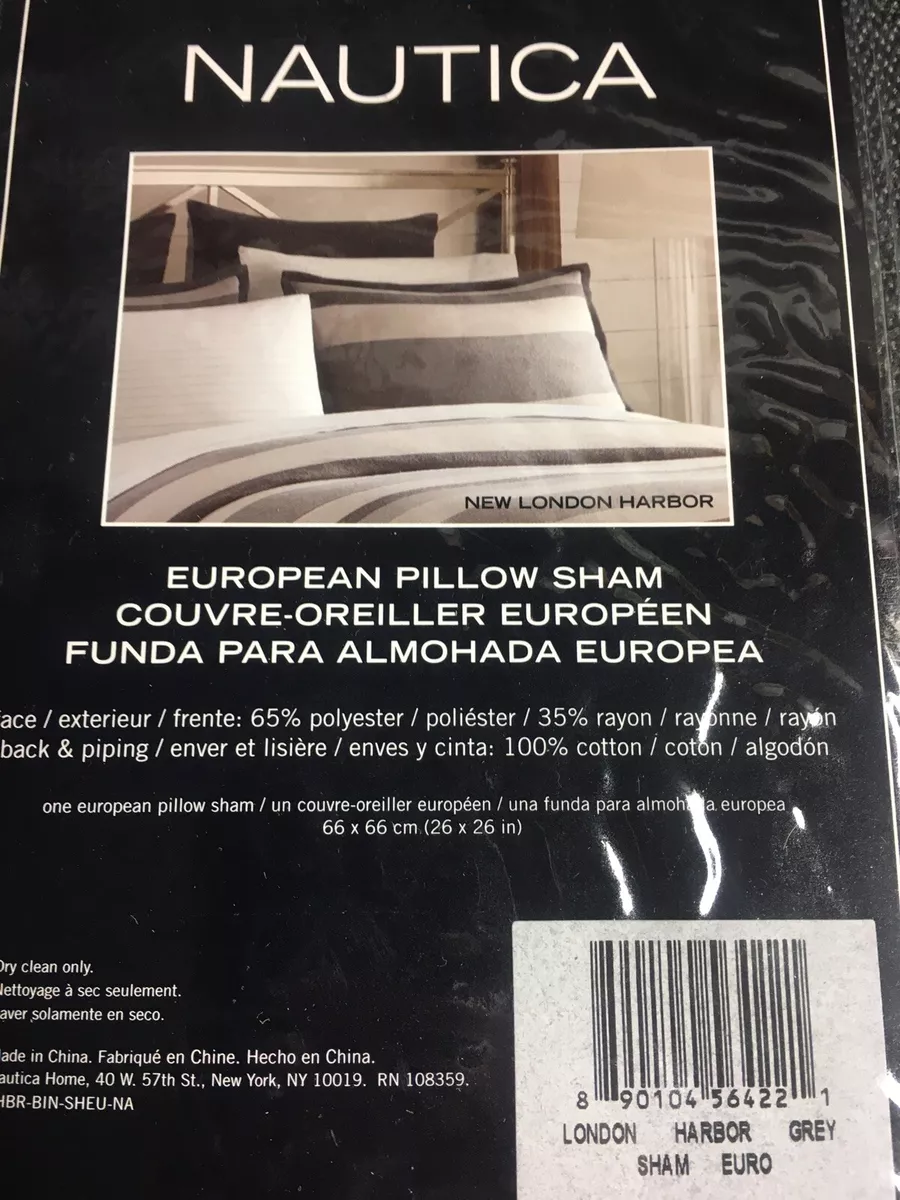 NAUTICA
NEW LONDON HARBOR
EUROPEAN PILLOW SHAM
COUVRE-OREILLER EUROPÉEN
FUNDA PARA ALMOHADA EUROPEA
ace / exterieur / frente: 65% polyester / poliéster / 35% rayon / rayonne / rayón
back & piping / enver et lisière / enves y cinta: 100% cotton / coton / algodón
one european pillow sham / un couvre-oreiller européen / una funda para almohada europea
66 x 66 cm (26 x 26 in)
Dry clean only.
Nettoyage à sec seulement.
aver solamente en seco.
ade in China. Fabriqué en Chine. Hecho en China.
autica Home, 40 W. 57th St., New York, NY 10019. RN 108359.
HBR-BIN-SHEU-NA
8 90104 56422 1
LONDON HARBOR GREY
SHAM EURO